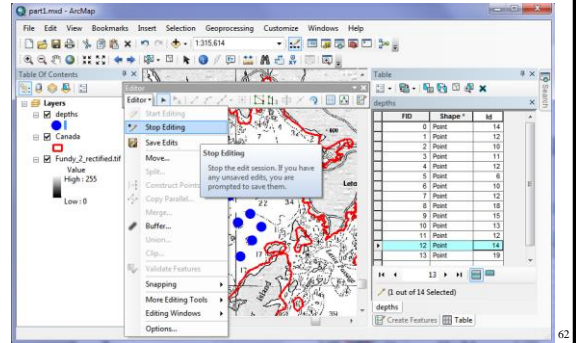 part1.mxd - ArcMap
File Edit View Bookmarks Insert Selection Geoprocessing Customize Windows Help
1:315,614
Table Of Contents
Layers
depths
Canada
Fundy_2_rectified.tif
Value
High : 255
Low : 0
Editor
Editor
Start Editing
Stop Editing
Save Edits
Move...
Split...
Construct Points
Copy Parallel...
Merge...
Buffer...
Union...
Clip...
Validate Features
Snapping
More Editing Tools
Editing Windows
Options...
Stop Editing
Stop the edit session. If you have
any unsaved edits, you are
prompted to save them.
22 34
17
Island
Table
depths
FID Shape * Id
0 Point 14
1 Point 12
2 Point 10
3 Point 11
4 Point 12
5 Point 6
6 Point 10
7 Point 12
8 Point 18
9 Point 15
10 Point 13
11 Point 12
12 Point 14
13 Point 19
13
(1 out of 14 Selected)
depths
Create Features Table
Search
62